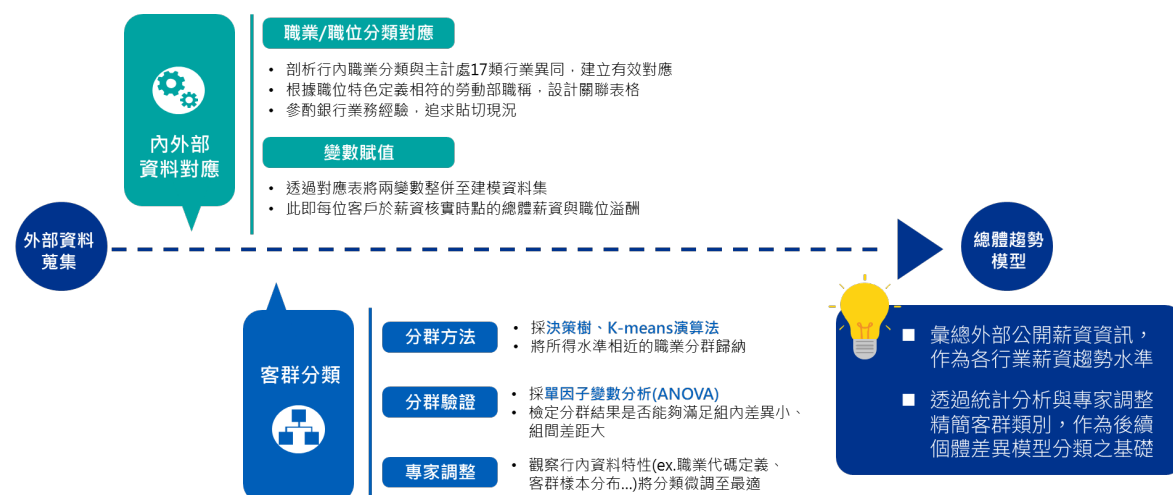 職業/職位分類對應
• 剖析行內職業分類與主計處17類行業異同，建立有效對應
• 根據職位特色定義相符的勞動部職稱，設計關聯表格
• 參酌銀行業務經驗，追求貼切現況
內外部
資料對應
變數賦值
• 透過對應表將兩變數整併至建模資料集
• 此即每位客戶於薪資核實時點的總體薪資與職位溢酬
外部資料
蒐集
總體趨勢
模型
客群分類
分群方法
• 採決策樹、K-means演算法
• 將所得水準相近的職業分群歸納
分群驗證
• 採單因子變數分析(ANOVA)
• 檢定分群結果是否能夠滿足組內差異小、
組間差距大
專家調整
• 觀察行內資料特性(ex.職業代碼定義、
客群樣本分布...)將分類微調至最適
■ 彙總外部公開薪資資訊，
作為各行業薪資趨勢水準
■ 透過統計分析與專家調整
精簡客群類別，作為後續
個體差異模型分類之基礎